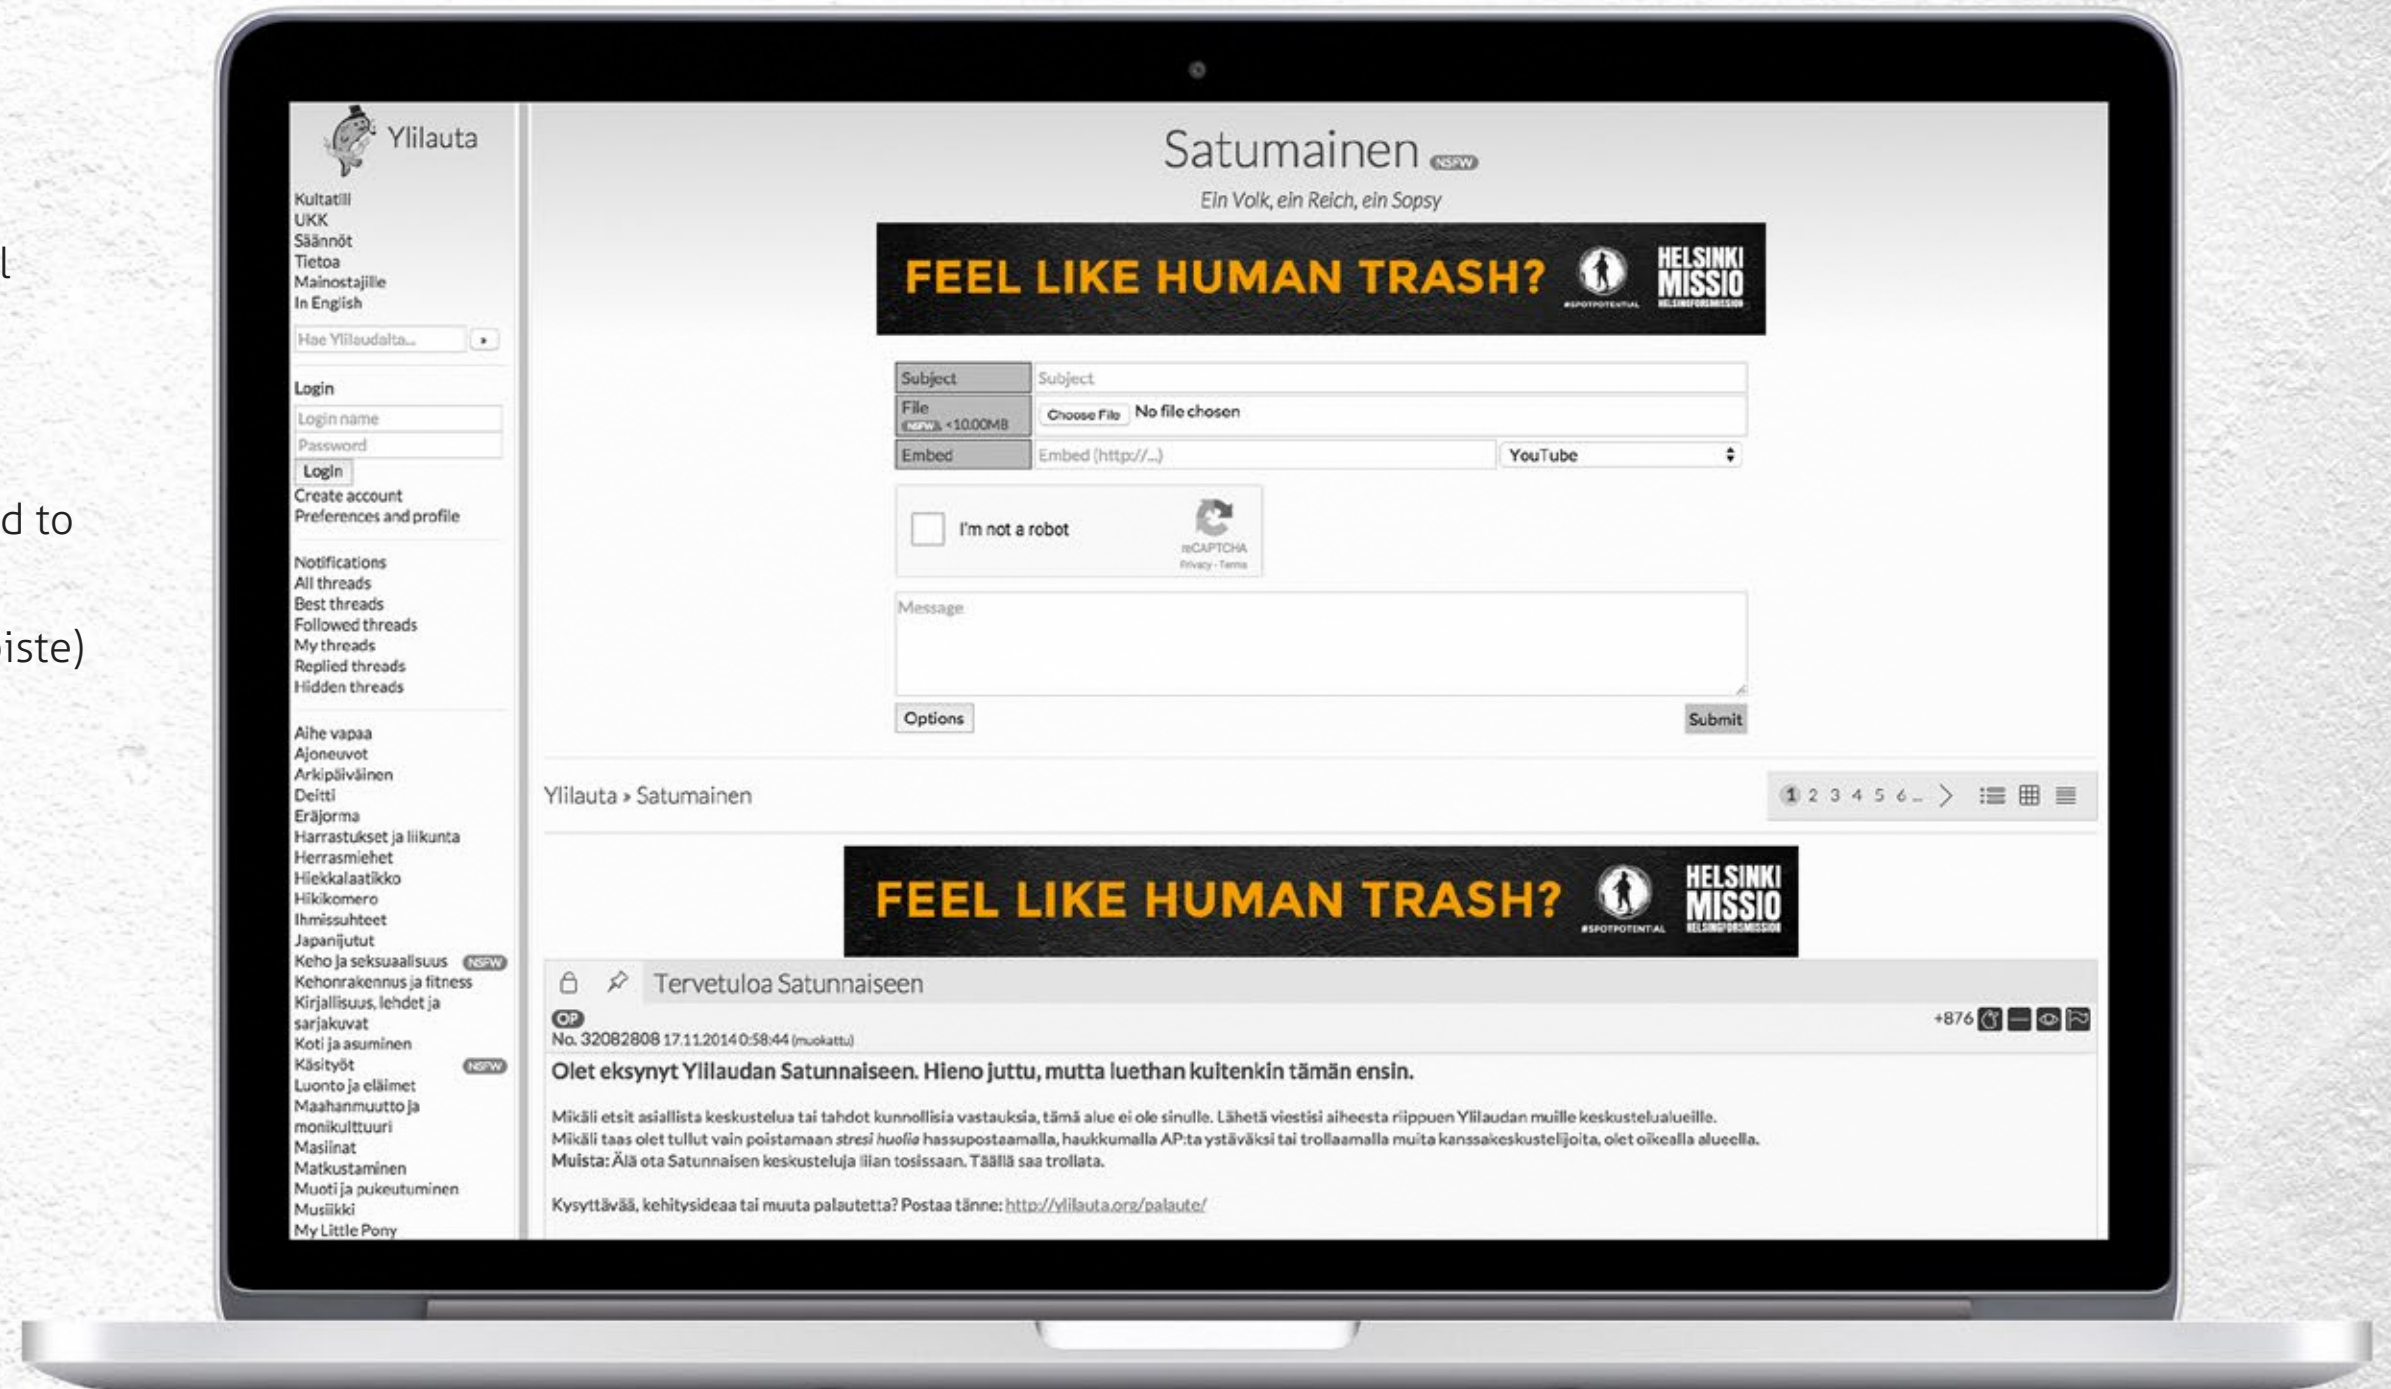 l
d to
iste)
Ylilauta
Kultatili
UKK
Säännöt
Tietoa
Mainostajille
In English
Hae Ylilaudalta...
»
Login
Login name
Password
Login
Create account
Preferences and profile
Notifications
All threads
Best threads
Followed threads
My threads
Replied threads
Hidden threads
Aihe vapaa
Ajoneuvot
Arkipäiväinen
Deitti
Eräjorma
Harrastukset ja liikunta
Herrasmiehet
Hiekkalaatikko
Hikikomero
Ihmissuhteet
Japanijutut
Keho ja seksuaalisuus NSFW
Kehonrakennus ja fitness
Kirjallisuus, lehdet ja
sarjakuvat
Koti ja asuminen
Käsityöt NSFW
Luonto ja eläimet
Maahanmuutto ja
monikulttuuri
Masiinat
Matkustaminen
Muoti ja pukeutuminen
Musiikki
My Little Pony
Satumainen NSFW
Ein Volk, ein Reich, ein Sopsy
FEEL LIKE HUMAN TRASH?
#SPOTPOTENTIAL
HELSINKI
MISSIO
HELSINGFORSMISSION
Subject Subject
File Choose File No file chosen
NSFW <10.00MB
Embed Embed (http://...) YouTube
I'm not a robot
reCAPTCHA
Privacy - Terms
Message
Options Submit
Ylilauta » Satumainen
1 2 3 4 5 6 ...
FEEL LIKE HUMAN TRASH?
#SPOTPOTENTIAL
HELSINKI
MISSIO
HELSINGFORSMISSION
Tervetuloa Satunnaiseen
OP
+876
No. 32082808 17.11.2014 0:58:44 (muokattu)
Olet eksynyt Ylilaudan Satunnaiseen. Hieno juttu, mutta luethan kuitenkin tämän ensin.
Mikäli etsit asiallista keskustelua tai tahdot kunnollisia vastauksia, tämä alue ei ole sinulle. Lähetä viestisi aiheesta riippuen Ylilaudan muille keskustelualueille.
Mikäli taas olet tullut vain poistamaan stresi huolia hassupostaamalla, haukkumalla AP:ta ystäväksi tai trollaamalla muita kanssakeskustelijoita, olet oikealla alueella.
Muista: Älä ota Satunnaisen keskusteluja liian tosissaan. Täällä saa trollata.
Kysyttävää, kehitysideaa tai muuta palautetta? Postaa tänne: http://ylilauta.org/palaute/